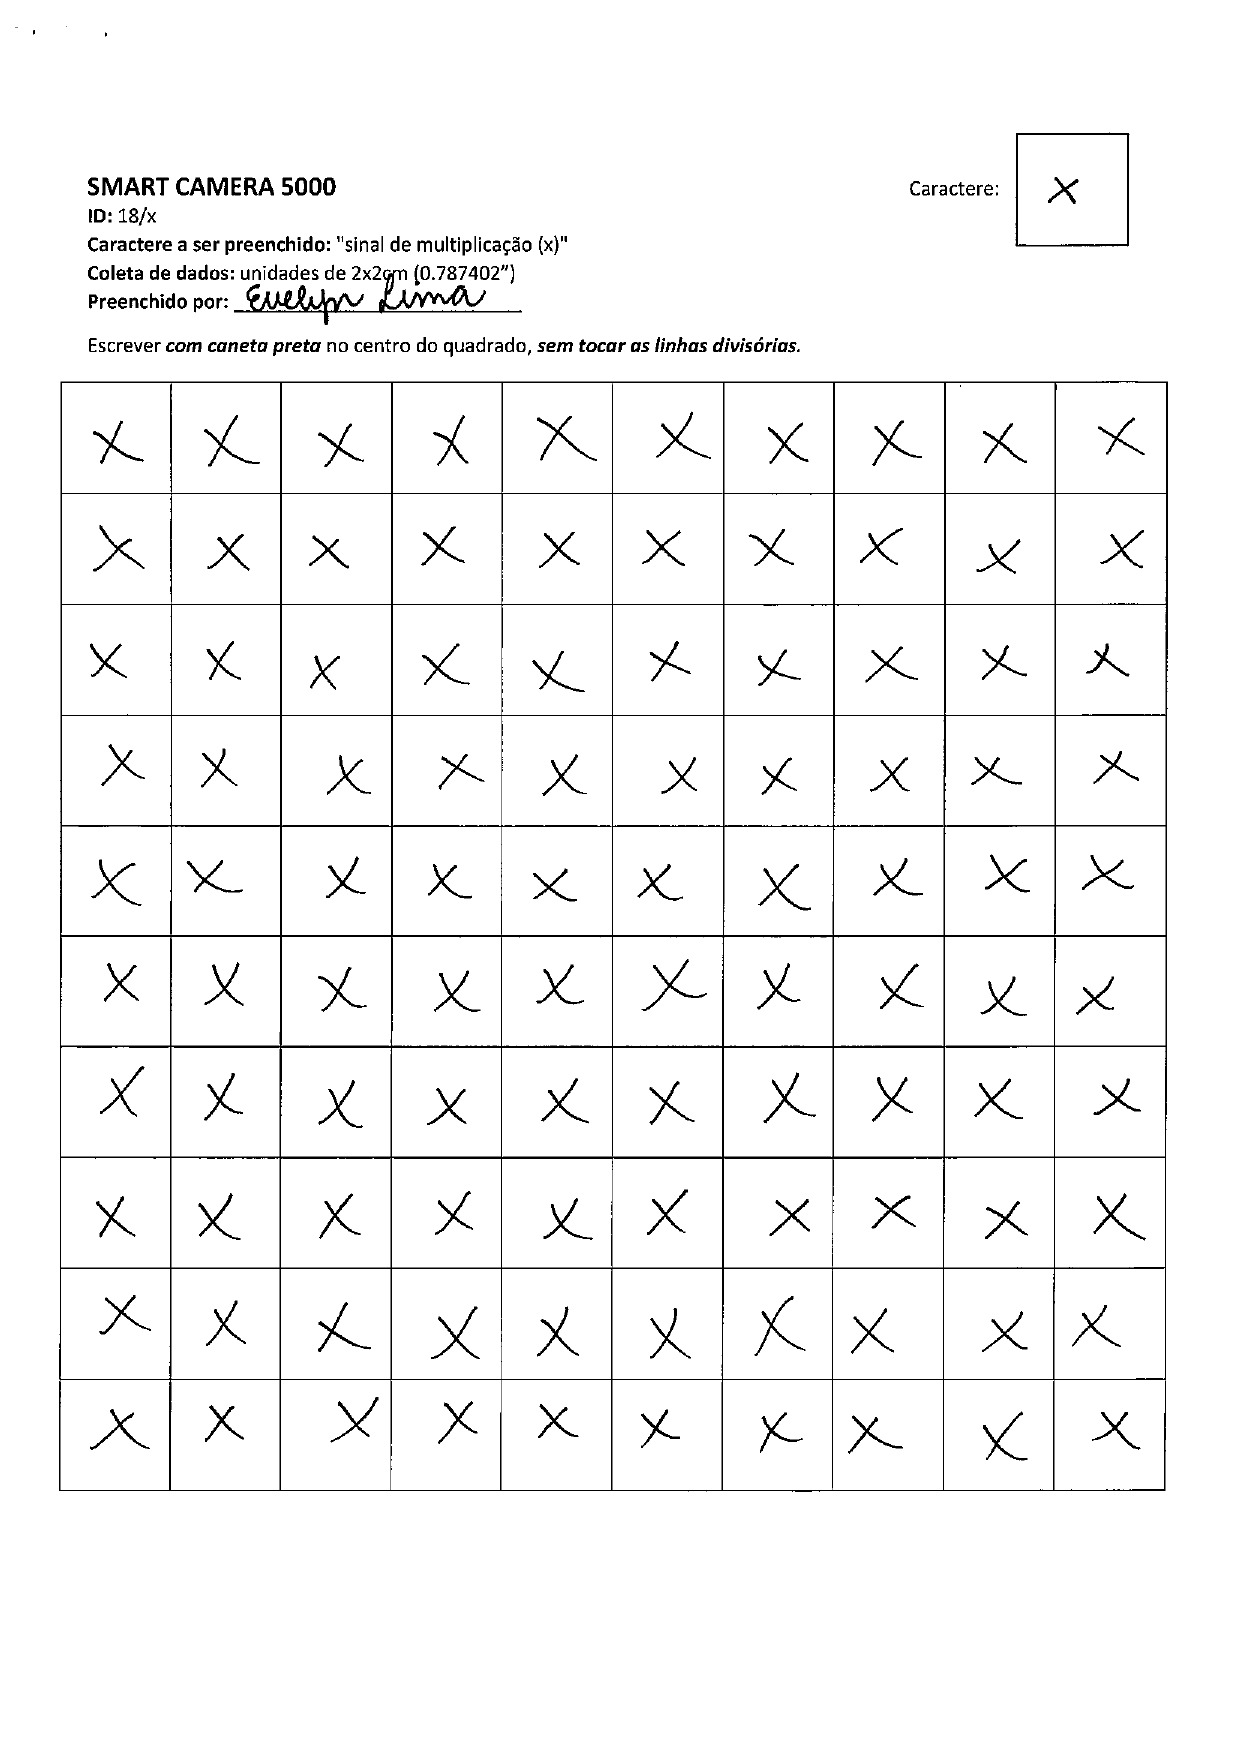 SMART CAMERA 5000
Caractere: x
ID: 18/x
Caractere a ser preenchido: "sinal de multiplicação (x)"
Coleta de dados: unidades de 2x2cm (0.787402")
Preenchido por: Evelyn Lima
Escrever com caneta preta no centro do quadrado, sem tocar as linhas divisórias.
x x x x x x x x x x
x x x x x x x x x x
x x x x x x x x x x
x x x x x x x x x x
x x x x x x x x x x
x x x x x x x x x x
x x x x x x x x x x
x x x x x x x x x x
x x x x x x x x x x
x x x x x x x x x x